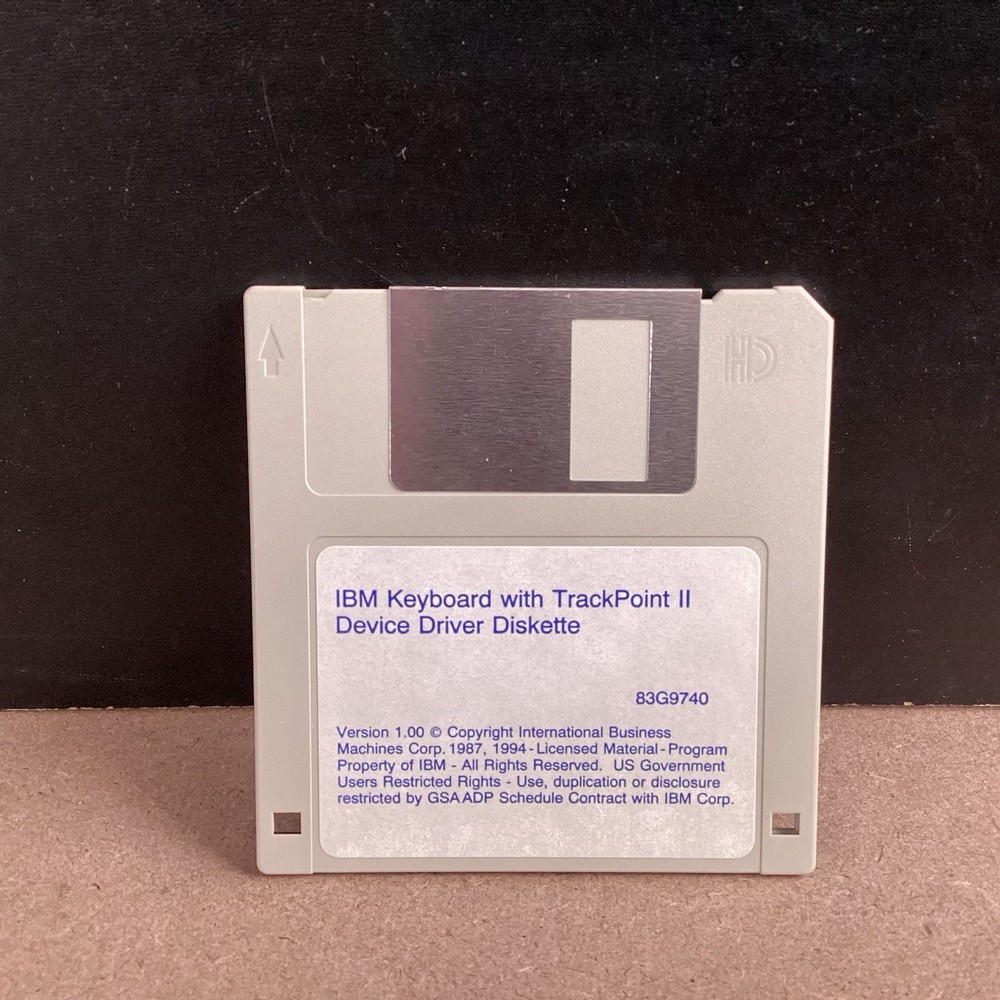 HD
IBM Keyboard with TrackPoint II
Device Driver Diskette
83G9740
Version 1.00 © Copyright International Business
Machines Corp. 1987, 1994 - Licensed Material - Program
Property of IBM - All Rights Reserved. US Government
Users Restricted Rights - Use, duplication or disclosure
restricted by GSA ADP Schedule Contract with IBM Corp.